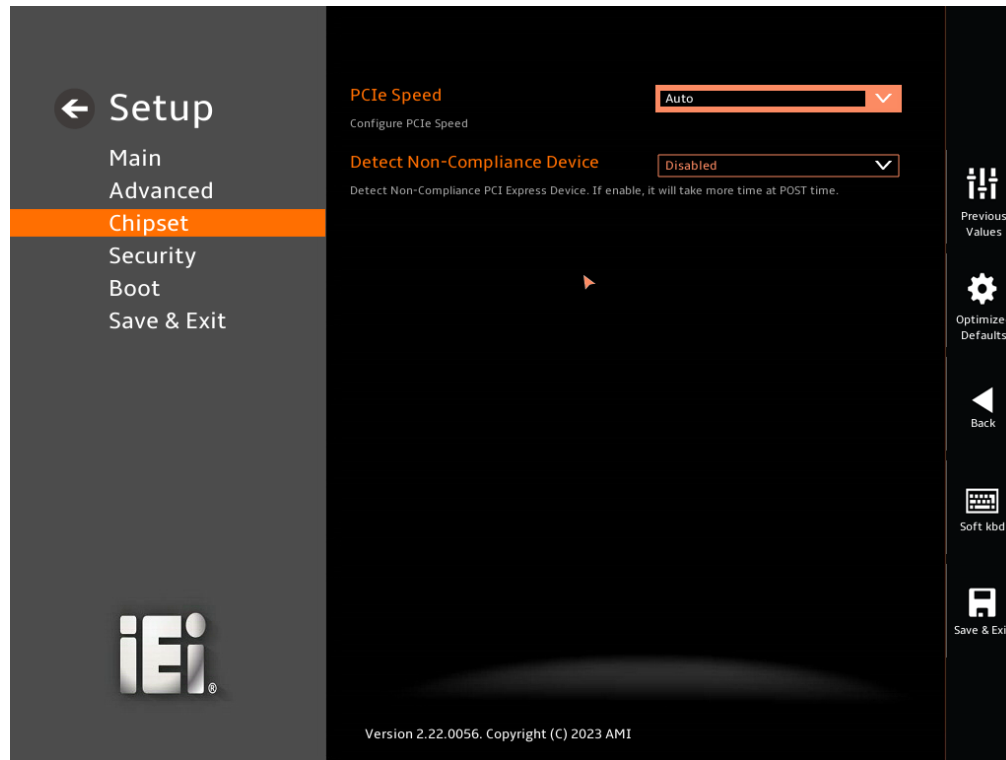 Setup
Main
Advanced
Chipset
Security
Boot
Save & Exit
iEi®
PCIe Speed
Auto
Configure PCIe Speed
Detect Non-Compliance Device
Disabled
Detect Non-Compliance PCI Express Device. If enable, it will take more time at POST time.
Version 2.22.0056. Copyright (C) 2023 AMI
Previous
Values
Optimize
Defaults
Back
Soft kbd
Save & Exi